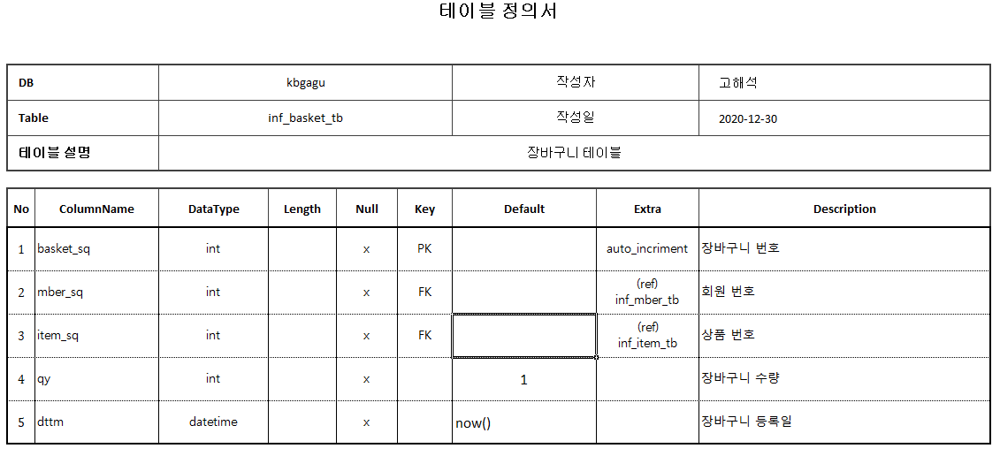 테이블 정의서
DB kbgagu 작성자 고해석
Table inf_basket_tb 작성일 2020-12-30
테이블 설명 장바구니 테이블
No ColumnName DataType Length Null Key Default Extra Description
1 basket_sq int x PK auto_incriment 장바구니 번호
2 mber_sq int x FK (ref) inf_mber_tb 회원 번호
3 item_sq int x FK (ref) inf_item_tb 상품 번호
4 qy int x 1 장바구니 수량
5 dttm datetime x now() 장바구니 등록일